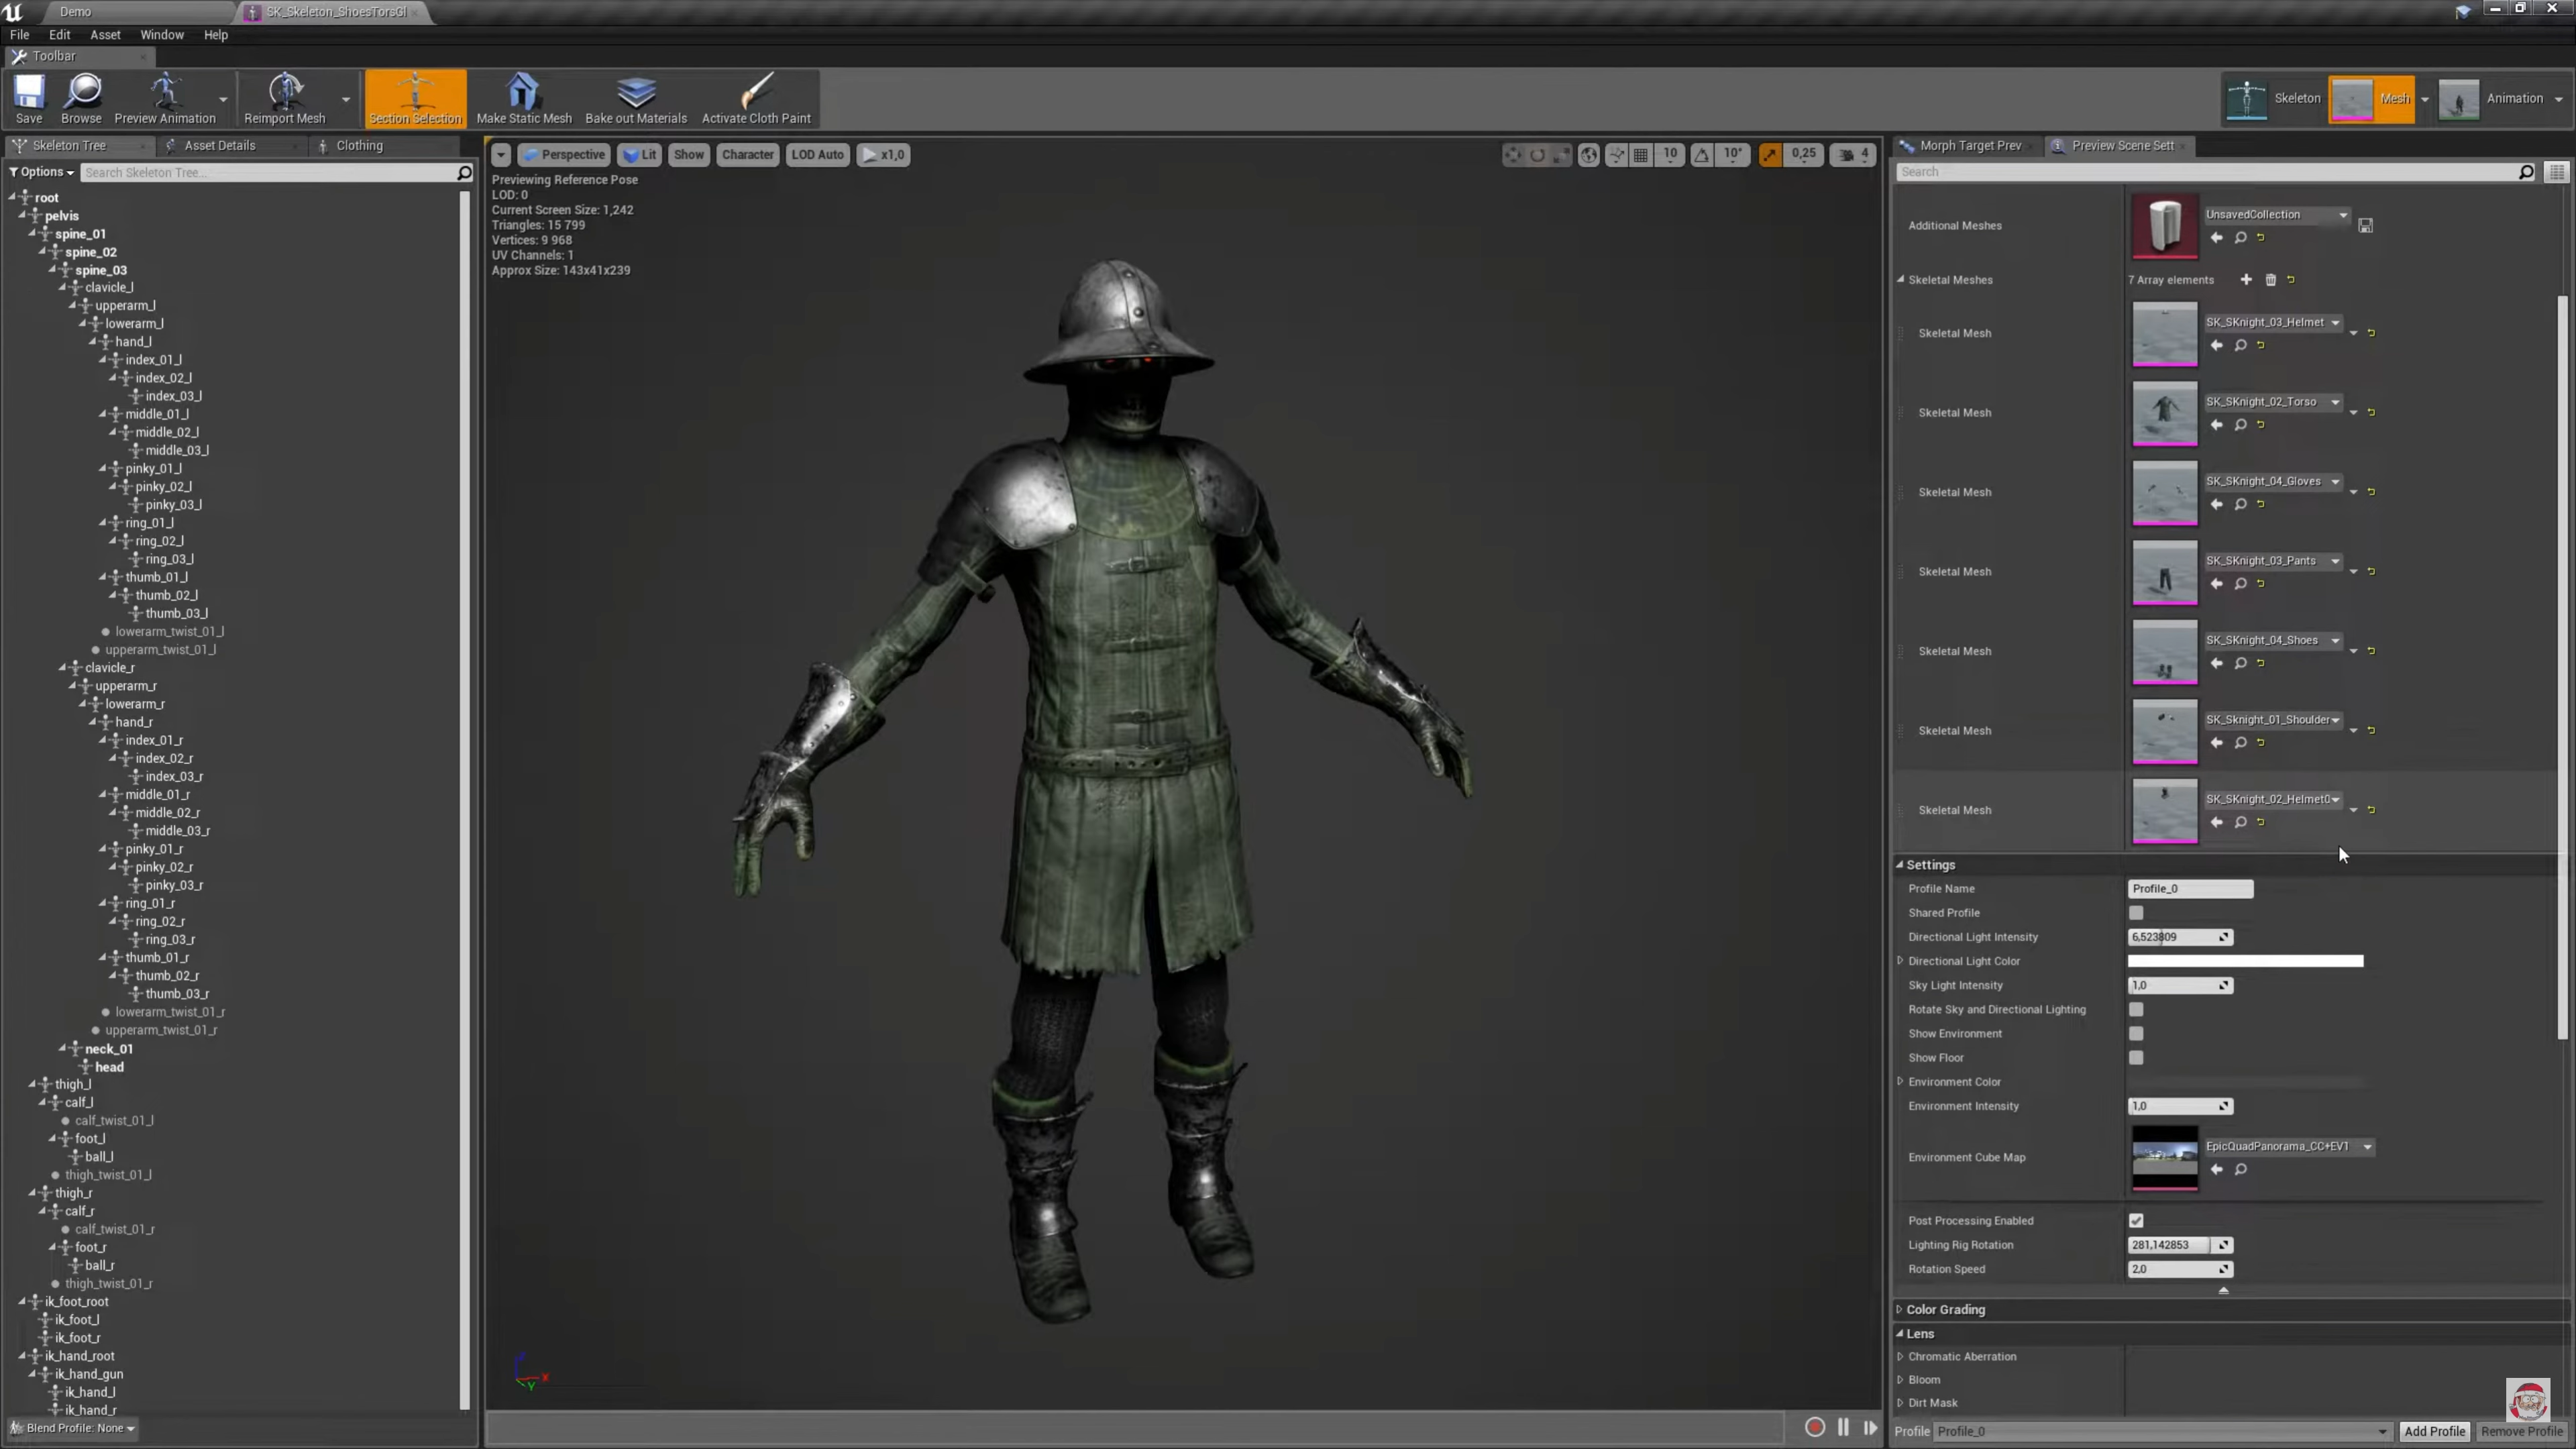 Demo
SK_Skeleton_ShoesTorsGl
File Edit Asset Window Help
Toolbar
Save Browse Preview Animation Reimport Mesh Section Selection Make Static Mesh Bake out Materials Activate Cloth Paint
Skeleton Mesh Animation
Skeleton Tree Asset Details Clothing
Options Search Skeleton Tree...
root
pelvis
spine_01
spine_02
spine_03
clavicle_l
upperarm_l
lowerarm_l
hand_l
index_01_l
index_02_l
index_03_l
middle_01_l
middle_02_l
middle_03_l
pinky_01_l
pinky_02_l
pinky_03_l
ring_01_l
ring_02_l
ring_03_l
thumb_01_l
thumb_02_l
thumb_03_l
lowerarm_twist_01_l
upperarm_twist_01_l
clavicle_r
upperarm_r
lowerarm_r
hand_r
index_01_r
index_02_r
index_03_r
middle_01_r
middle_02_r
middle_03_r
pinky_01_r
pinky_02_r
pinky_03_r
ring_01_r
ring_02_r
ring_03_r
thumb_01_r
thumb_02_r
thumb_03_r
lowerarm_twist_01_r
upperarm_twist_01_r
neck_01
head
thigh_l
calf_l
calf_twist_01_l
foot_l
ball_l
thigh_twist_01_l
thigh_r
calf_r
calf_twist_01_r
foot_r
ball_r
thigh_twist_01_r
ik_foot_root
ik_foot_l
ik_foot_r
ik_hand_root
ik_hand_gun
ik_hand_l
ik_hand_r
Blend Profile: None
Perspective Lit Show Character LOD Auto x1,0
10 10° 0,25 4
Previewing Reference Pose
LOD: 0
Current Screen Size: 1,242
Triangles: 15 799
Vertices: 9 968
UV Channels: 1
Approx Size: 143x41x239
Z
X
Y
Morph Target Prev Preview Scene Sett
Search
Additional Meshes UnsavedCollection
Skeletal Meshes 7 Array elements
Skeletal Mesh SK_SKnight_03_Helmet
Skeletal Mesh SK_SKnight_02_Torso
Skeletal Mesh SK_SKnight_04_Gloves
Skeletal Mesh SK_SKnight_03_Pants
Skeletal Mesh SK_SKnight_04_Shoes
Skeletal Mesh SK_Sknight_01_Shoulder
Skeletal Mesh SK_SKnight_02_Helmet0
Settings
Profile Name Profile_0
Shared Profile
Directional Light Intensity 6,523809
Directional Light Color
Sky Light Intensity 1,0
Rotate Sky and Directional Lighting
Show Environment
Show Floor
Environment Color
Environment Intensity 1,0
Environment Cube Map EpicQuadPanorama_CC+EV1
Post Processing Enabled
Lighting Rig Rotation 281,142853
Rotation Speed 2,0
Color Grading
Lens
Chromatic Aberration
Bloom
Dirt Mask
Profile Profile_0 Add Profile Remove Profile